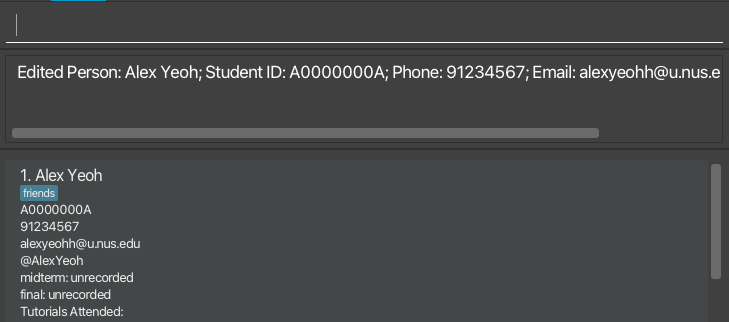 Edited Person: Alex Yeoh; Student ID: A0000000A; Phone: 91234567; Email: alexyeohh@u.nus.e
1. Alex Yeoh
friends
A0000000A
91234567
alexyeohh@u.nus.edu
@AlexYeoh
midterm: unrecorded
final: unrecorded
Tutorials Attended: